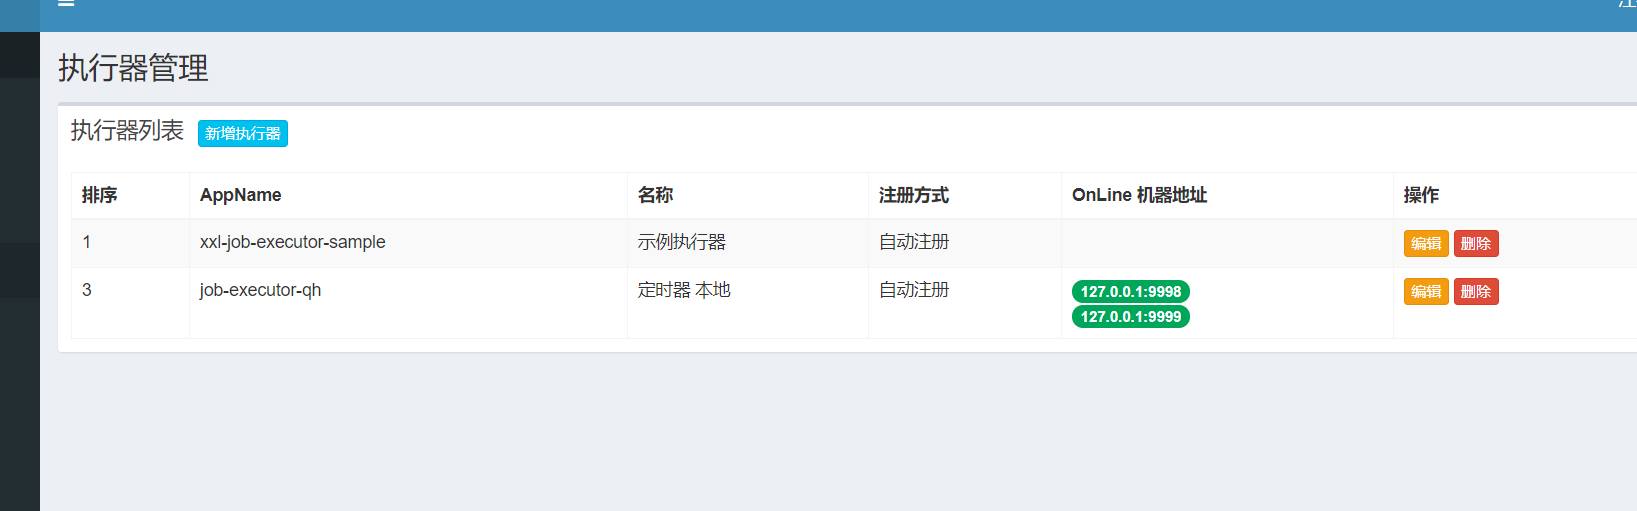 执行器管理
执行器列表 新增执行器
排序 AppName 名称 注册方式 OnLine 机器地址 操作
1 xxl-job-executor-sample 示例执行器 自动注册 编辑 删除
3 job-executor-qh 定时器 本地 自动注册 127.0.0.1:9998 编辑 删除
127.0.0.1:9999